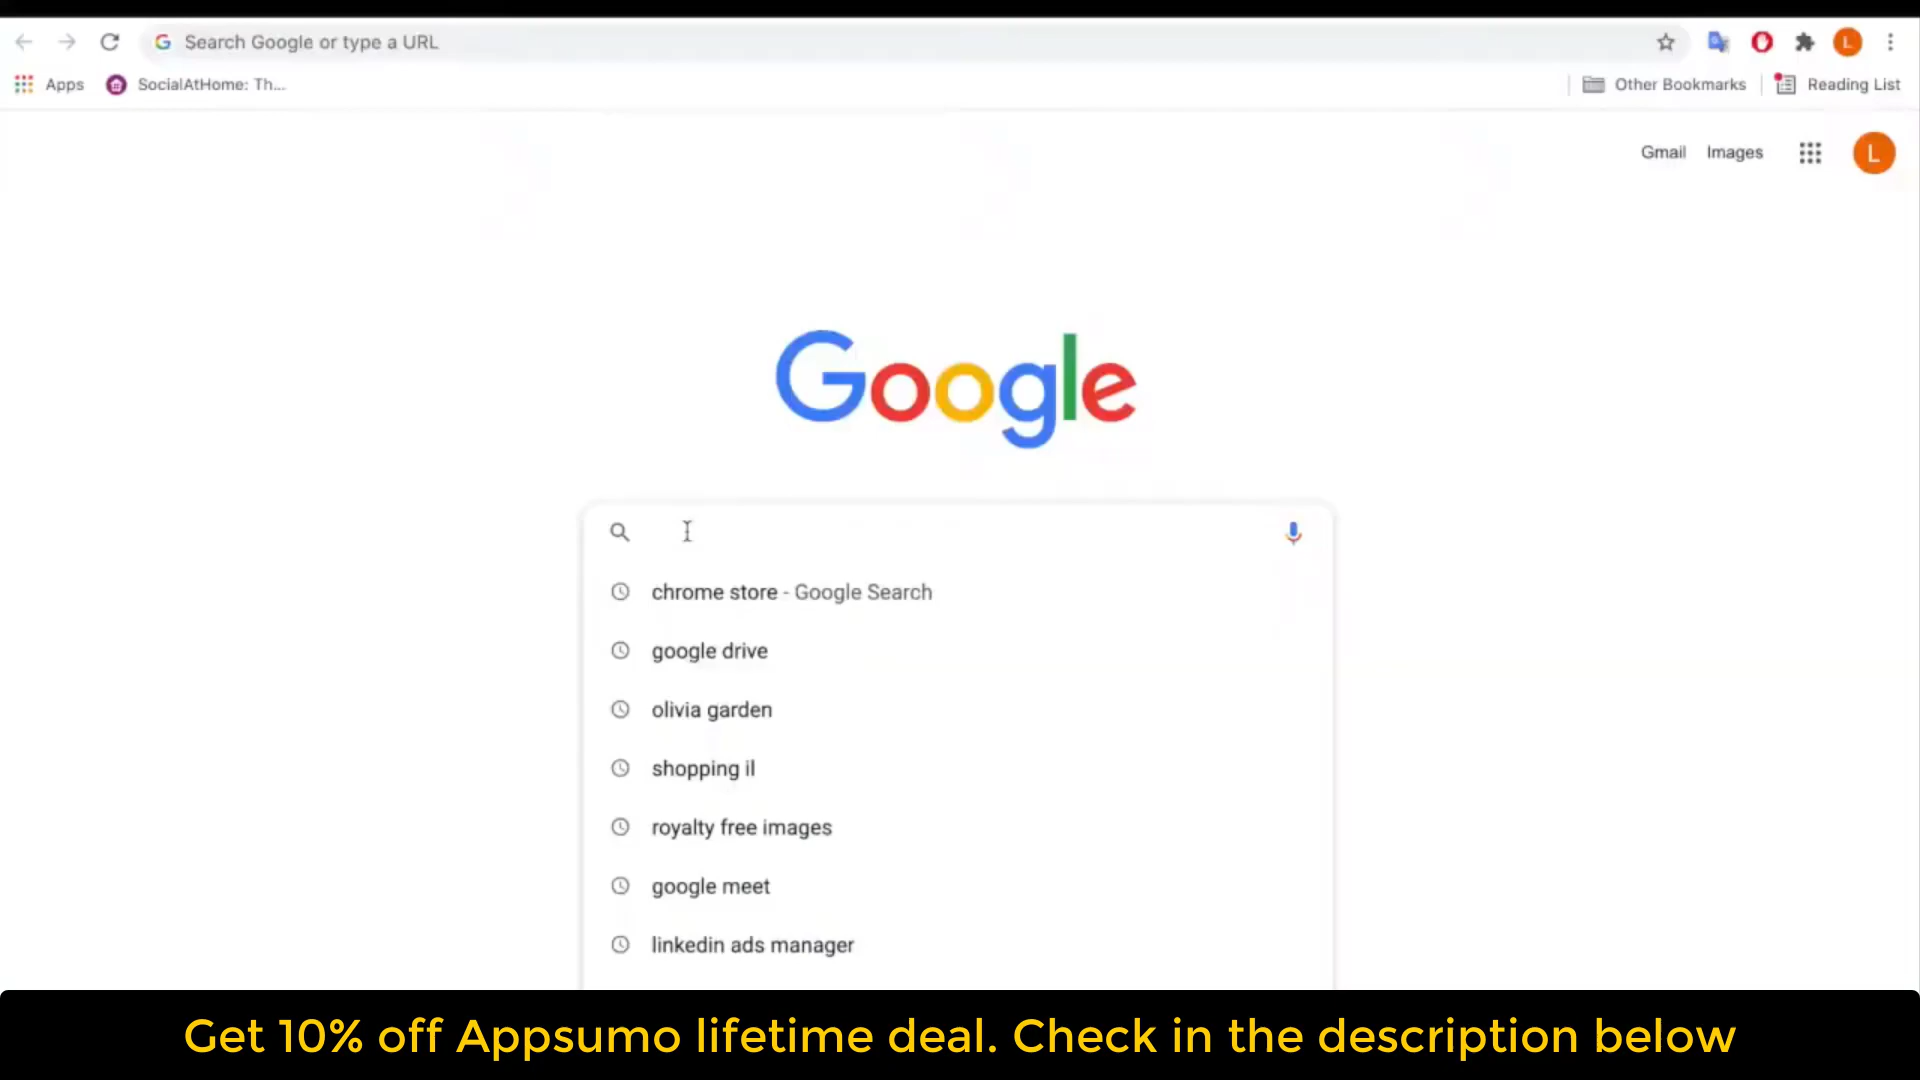 Search Google or type a URL
L
Apps
SocialAtHome: Th...
Other Bookmarks
Reading List
Gmail
Images
L
Google
chrome store - Google Search
google drive
olivia garden
shopping il
royalty free images
google meet
linkedin ads manager
Get 10% off Appsumo lifetime deal. Check in the description below